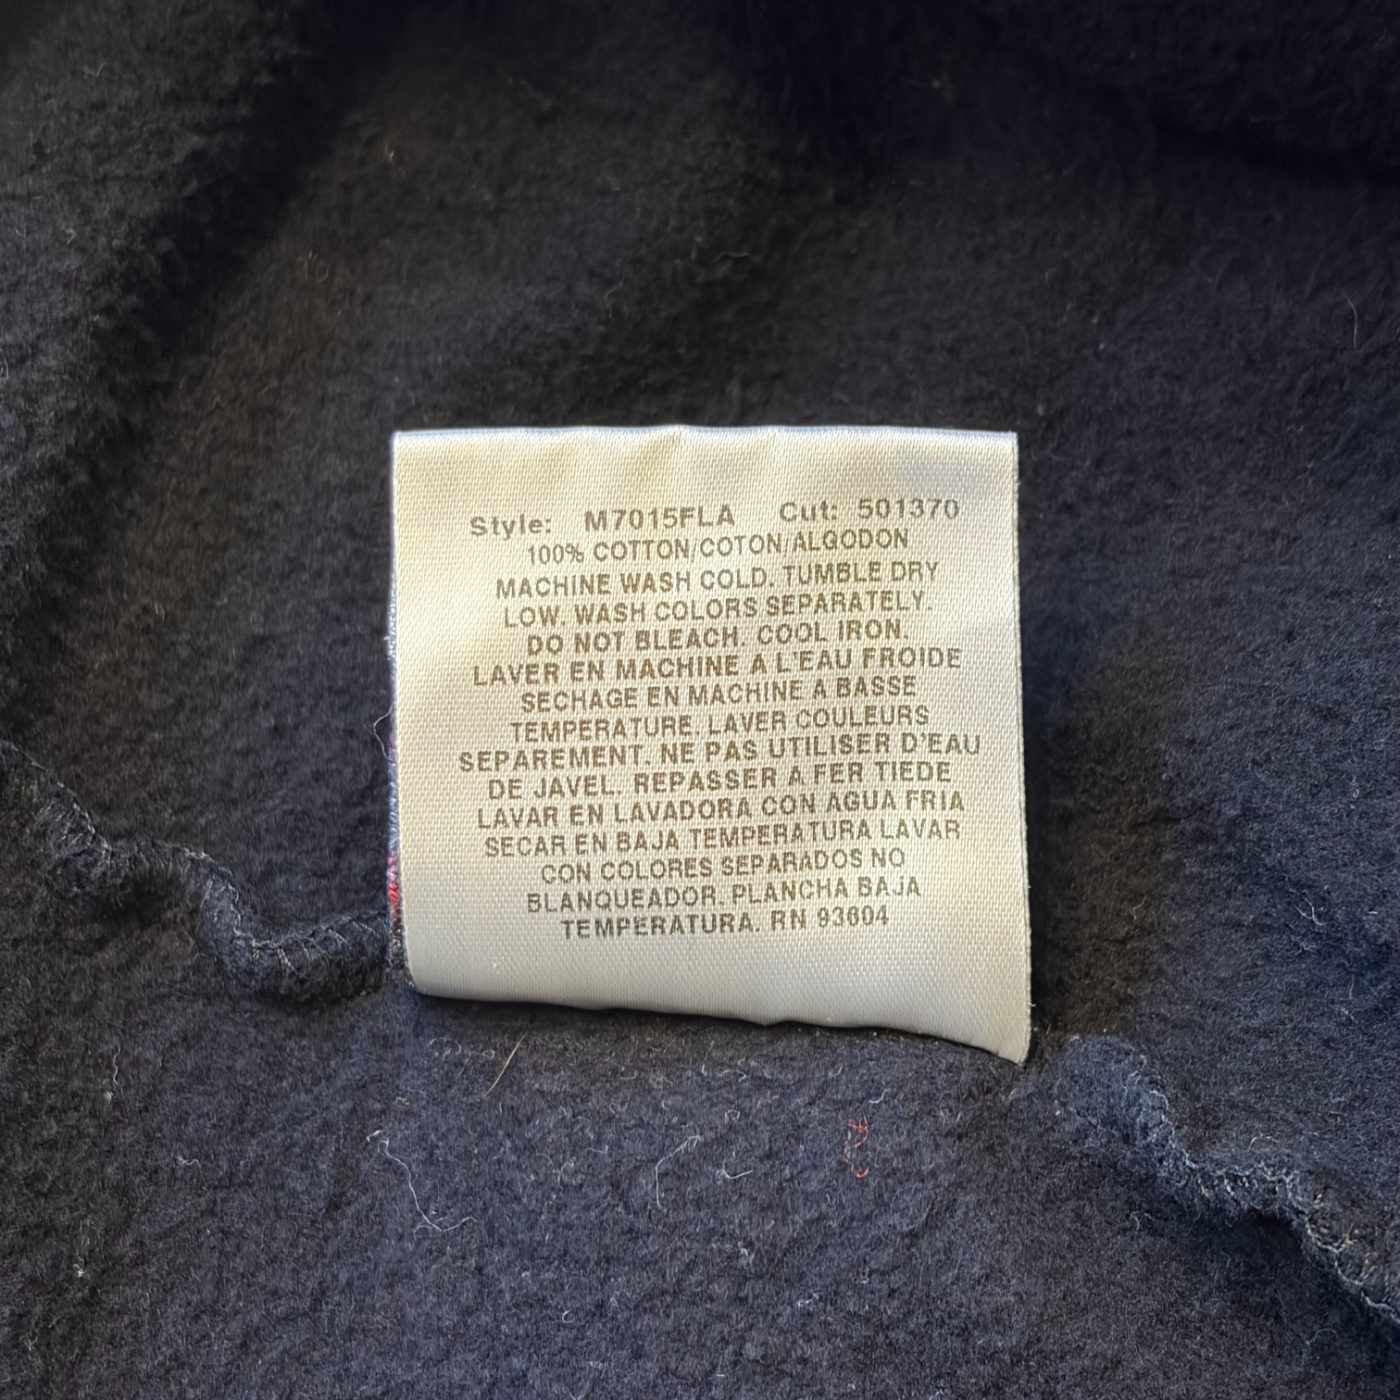 Style: M7015FLA Cut: 501370
100% COTTON/COTON/ALGODON
MACHINE WASH COLD. TUMBLE DRY
LOW. WASH COLORS SEPARATELY.
DO NOT BLEACH. COOL IRON.
LAVER EN MACHINE A L'EAU FROIDE
SECHAGE EN MACHINE A BASSE
TEMPERATURE. LAVER COULEURS
SEPAREMENT. NE PAS UTILISER D'EAU
DE JAVEL. REPASSER A FER TIEDE
LAVAR EN LAVADORA CON AGUA FRIA
SECAR EN BAJA TEMPERATURA LAVAR
CON COLORES SEPARADOS NO
BLANQUEADOR. PLANCHA BAJA
TEMPERATURA. RN 93604